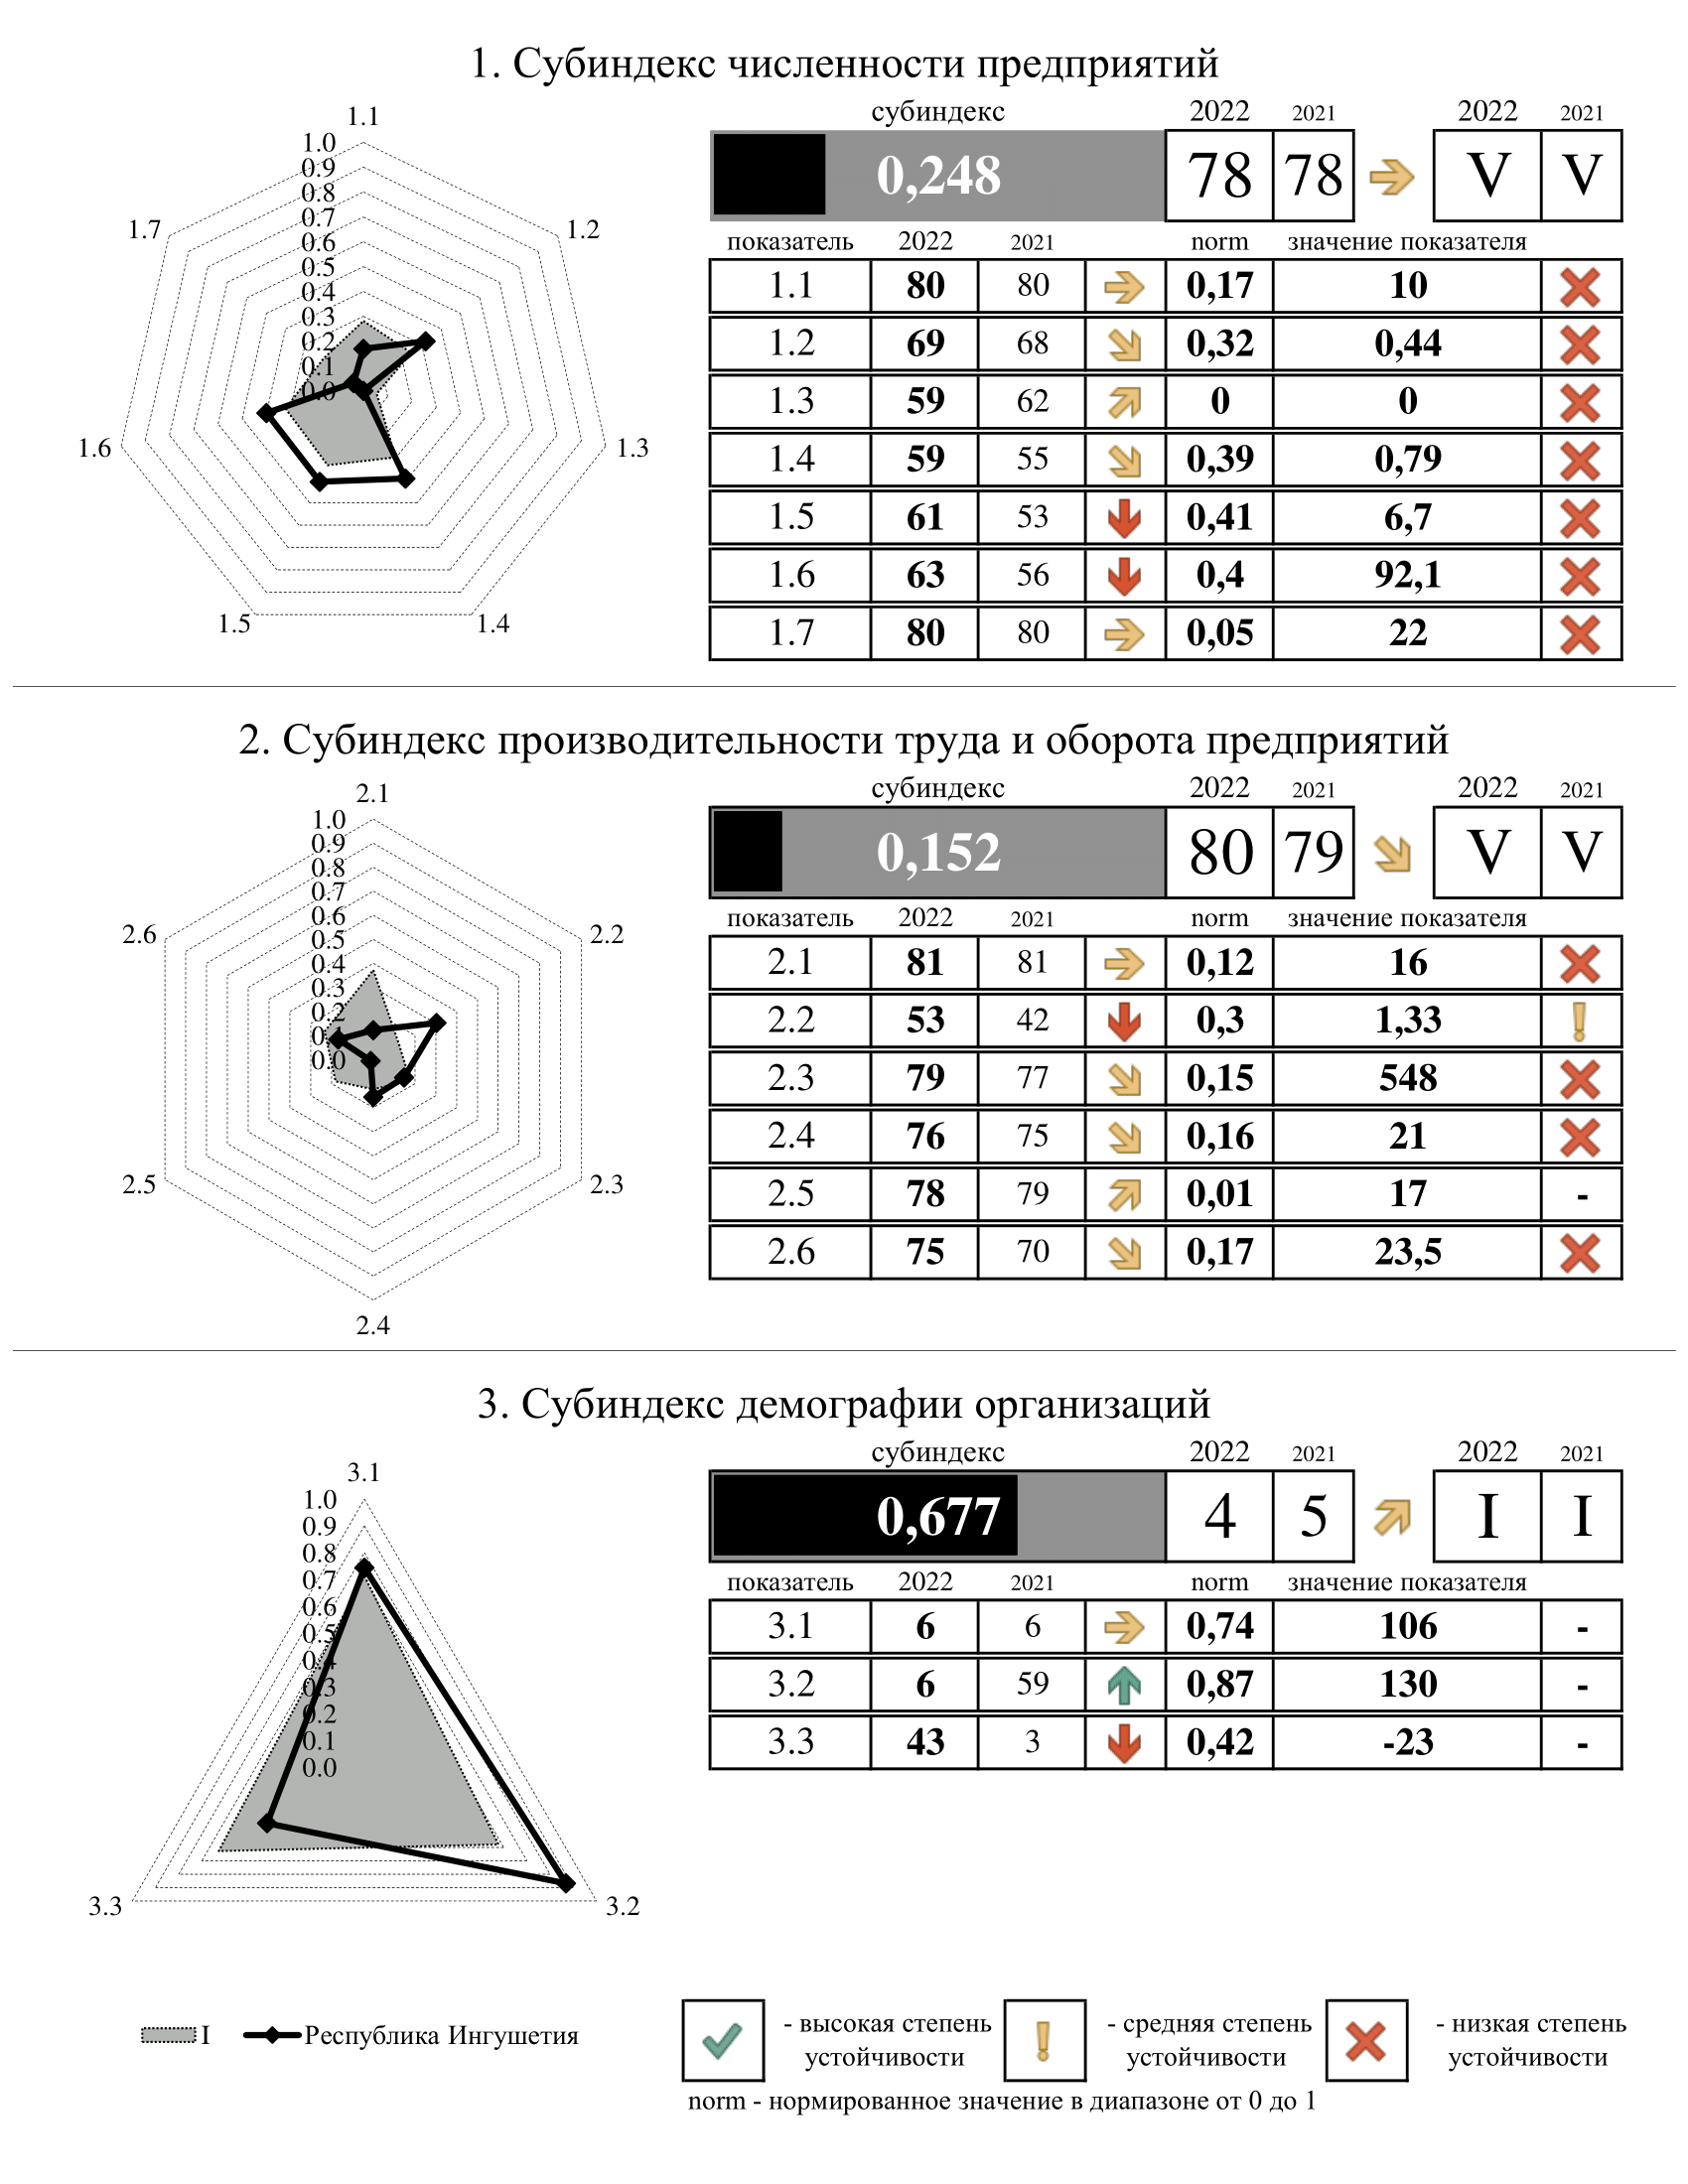 1. Субиндекс численности предприятий
1.1
1.0
0.9
0.8
0.7
0.6
0.5
0.4
0.3
0.2
0.1
0.0
1.2
1.3
1.4
1.5
1.6
1.7
субиндекс 2022 2021 2022 2021
0,248 78 78 V V
показатель 2022 2021 norm значение показателя
1.1 80 80 0,17 10
1.2 69 68 0,32 0,44
1.3 59 62 0 0
1.4 59 55 0,39 0,79
1.5 61 53 0,41 6,7
1.6 63 56 0,4 92,1
1.7 80 80 0,05 22
2. Субиндекс производительности труда и оборота предприятий
2.1
1.0
0.9
0.8
0.7
0.6
0.5
0.4
0.3
0.2
0.1
0.0
2.2
2.3
2.4
2.5
2.6
субиндекс 2022 2021 2022 2021
0,152 80 79 V V
показатель 2022 2021 norm значение показателя
2.1 81 81 0,12 16
2.2 53 42 0,3 1,33
2.3 79 77 0,15 548
2.4 76 75 0,16 21
2.5 78 79 0,01 17 -
2.6 75 70 0,17 23,5
3. Субиндекс демографии организаций
3.1
1.0
0.9
0.8
0.7
0.6
0.5
0.4
0.3
0.2
0.1
0.0
3.2
3.3
субиндекс 2022 2021 2022 2021
0,677 4 5 I I
показатель 2022 2021 norm значение показателя
3.1 6 6 0,74 106 -
3.2 6 59 0,87 130 -
3.3 43 3 0,42 -23 -
I Республика Ингушетия
- высокая степень
устойчивости
- средняя степень
устойчивости
- низкая степень
устойчивости
norm - нормированное значение в диапазоне от 0 до 1